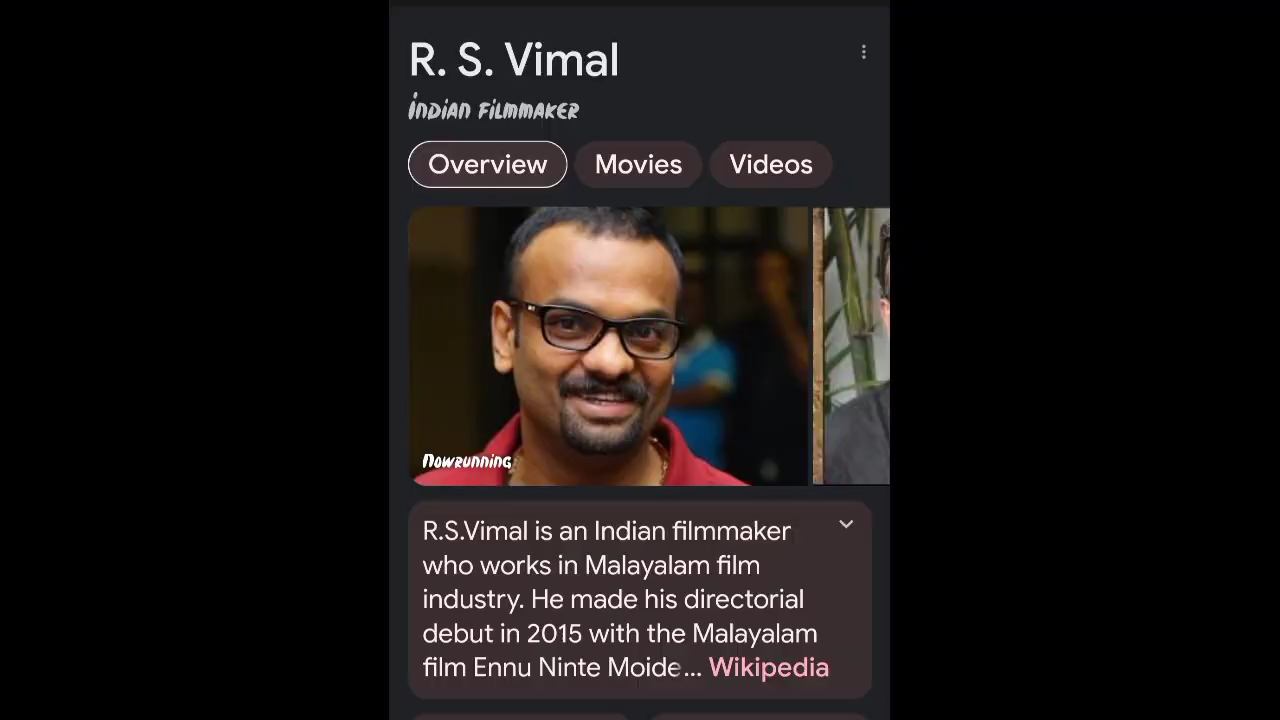 R. S. Vimal
Indian filmmaker
Overview
Movies
Videos
Nowrunning
R.S.Vimal is an Indian filmmaker
who works in Malayalam film
industry. He made his directorial
debut in 2015 with the Malayalam
film Ennu Ninte Moide... Wikipedia